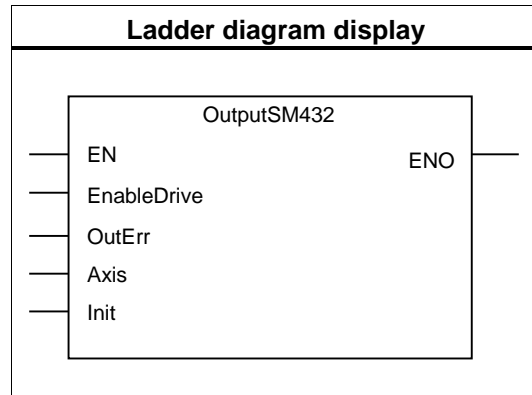 Ladder diagram display
OutputSM432
EN
ENO
EnableDrive
OutErr
Axis
Init